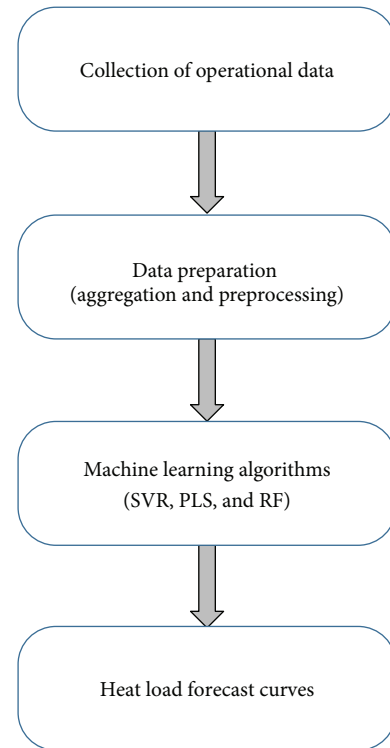 Collection of operational data
Data preparation
(aggregation and preprocessing)
Machine learning algorithms
(SVR, PLS, and RF)
Heat load forecast curves